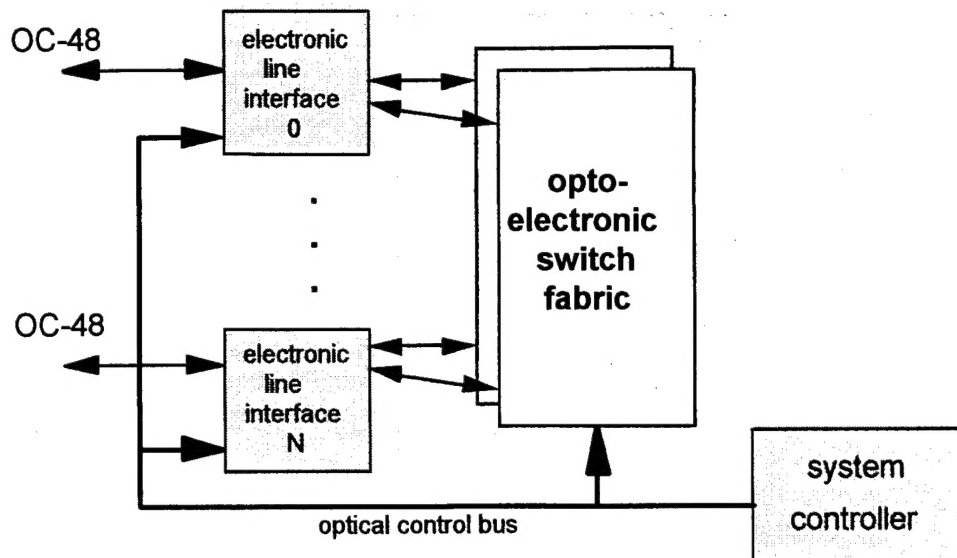 OC-48
electronic
line
interface
0
opto-
electronic
switch
fabric
OC-48
electronic
line
interface
N
system
controller
optical control bus